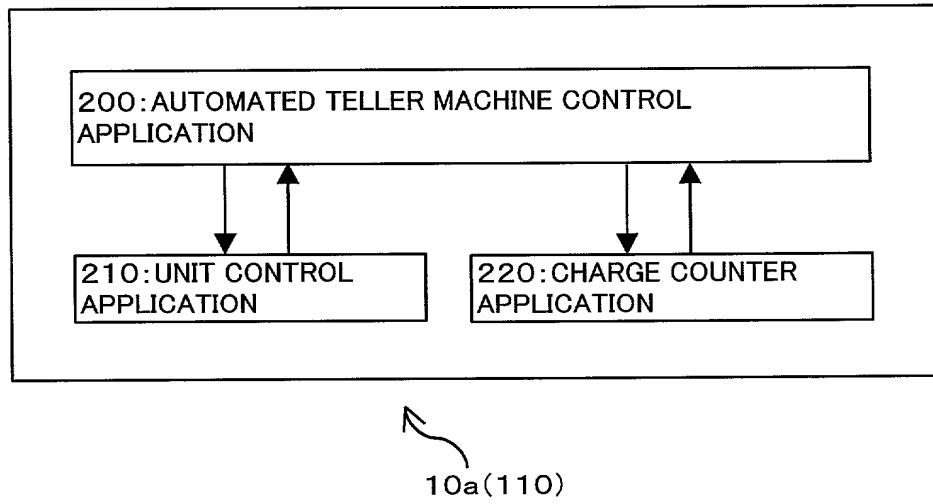 200:AUTOMATED TELLER MACHINE CONTROL
APPLICATION
210:UNIT CONTROL
APPLICATION
220:CHARGE COUNTER
APPLICATION
10a(110)